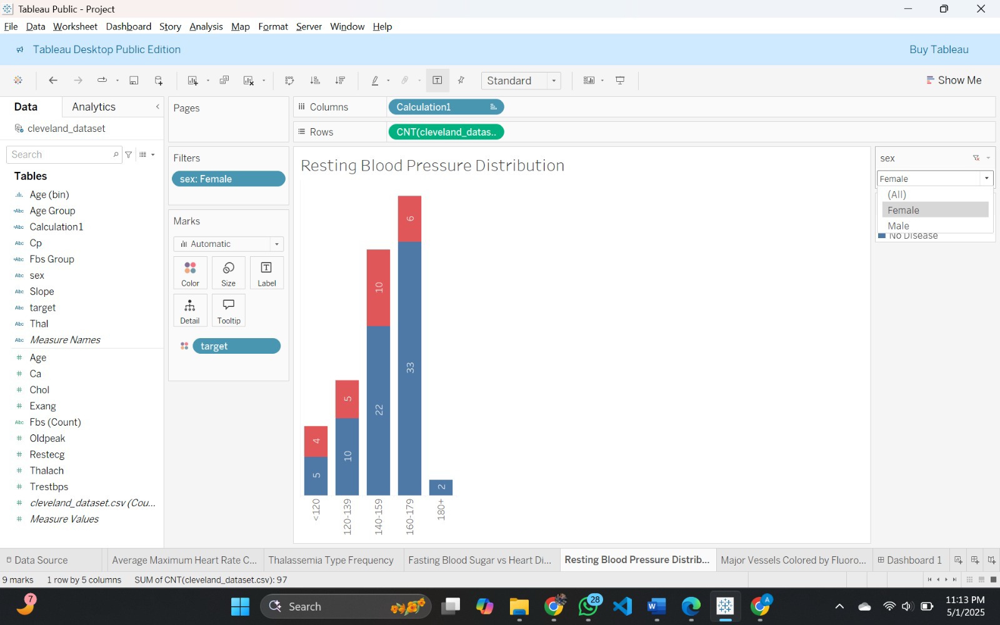 Tableau Public - Project
File Data Worksheet Dashboard Story Analysis Map Format Server Window Help
Tableau Desktop Public Edition
Buy Tableau
Standard
Show Me
Data
Analytics
cleveland_dataset
Search
Tables
Age (bin)
Age Group
Calculation1
Cp
Fbs Group
sex
Slope
target
Thal
Measure Names
Age
Ca
Chol
Exang
Fbs (Count)
Oldpeak
Restecg
Thalach
Trestbps
cleveland_dataset.csv (Cou...
Measure Values
Pages
Filters
sex: Female
Marks
Automatic
Color
Size
Label
Detail
Tooltip
target
Columns
Calculation1
Rows
CNT(cleveland_datas..
Resting Blood Pressure Distribution
6
10
33
5
22
4
10
5
2
<120
120-139
140-159
160-179
180+
sex
Female
(All)
Female
Male
No Disease
Data Source
Average Maximum Heart Rate C...
Thalassemia Type Frequency
Fasting Blood Sugar vs Heart Di...
Resting Blood Pressure Distrib...
Major Vessels Colored by Fluoro...
Dashboard 1
9 marks
1 row by 5 columns
SUM of CNT(cleveland_dataset.csv): 97
7
Search
28
A
11:13 PM
5/1/2025